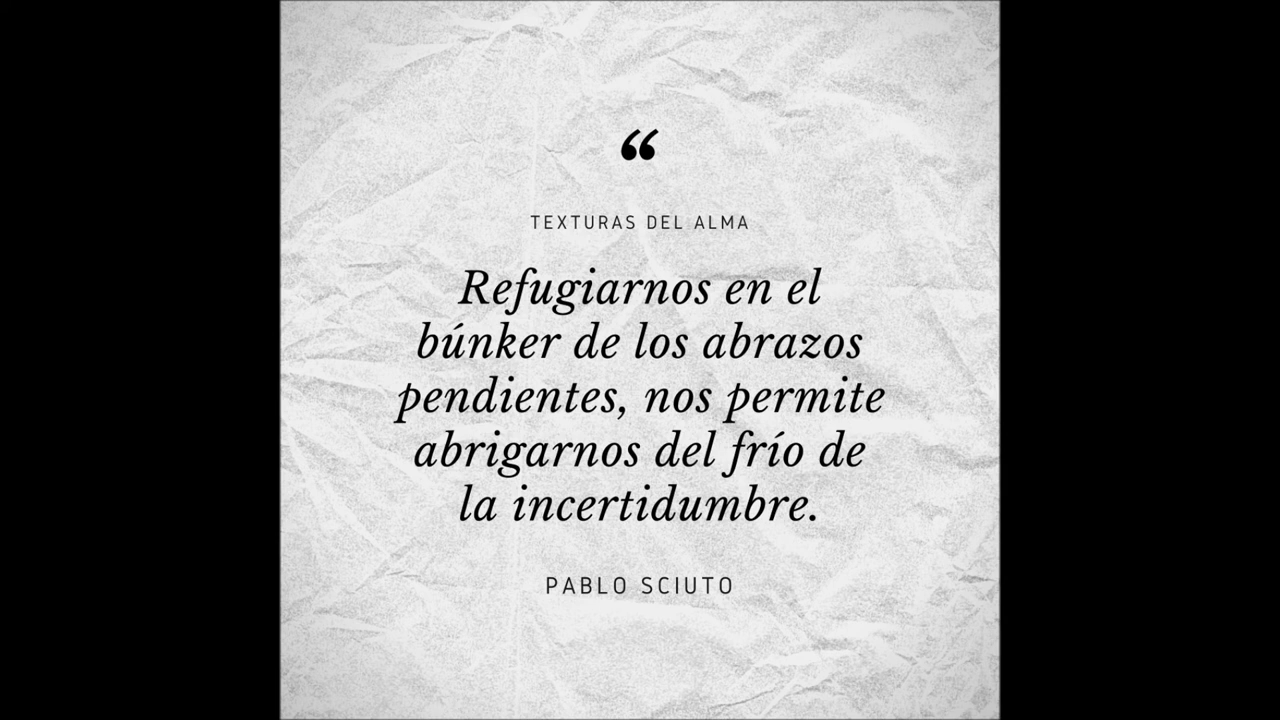 “
TEXTURAS DEL ALMA
Refugiarnos en el
búnker de los abrazos
pendientes, nos permite
abrigarnos del frío de
la incertidumbre.
PABLO SCIUTO